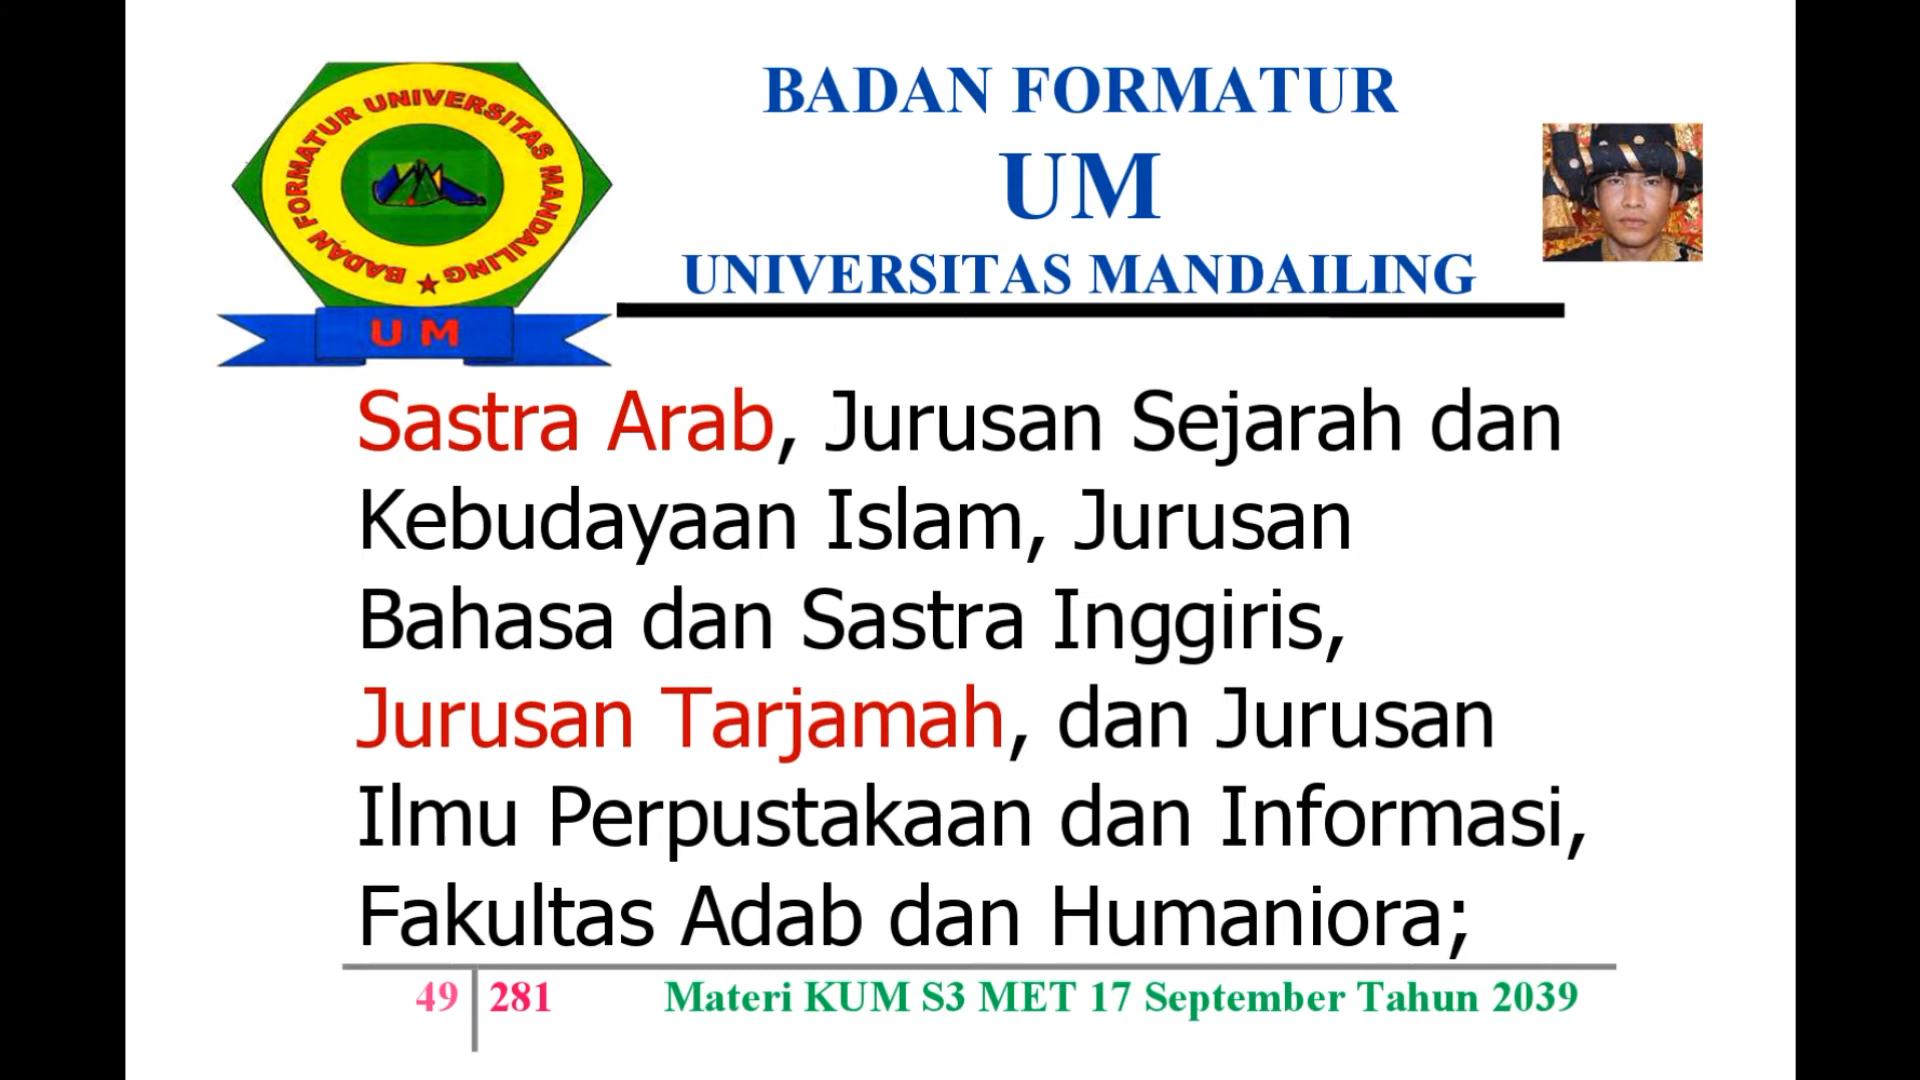 BADAN FORMATUR UNIVERSITAS MANDAILING
U M
BADAN FORMATUR
UM
UNIVERSITAS MANDAILING
Sastra Arab, Jurusan Sejarah dan
Kebudayaan Islam, Jurusan
Bahasa dan Sastra Inggiris,
Jurusan Tarjamah, dan Jurusan
Ilmu Perpustakaan dan Informasi,
Fakultas Adab dan Humaniora;
49 281 Materi KUM S3 MET 17 September Tahun 2039